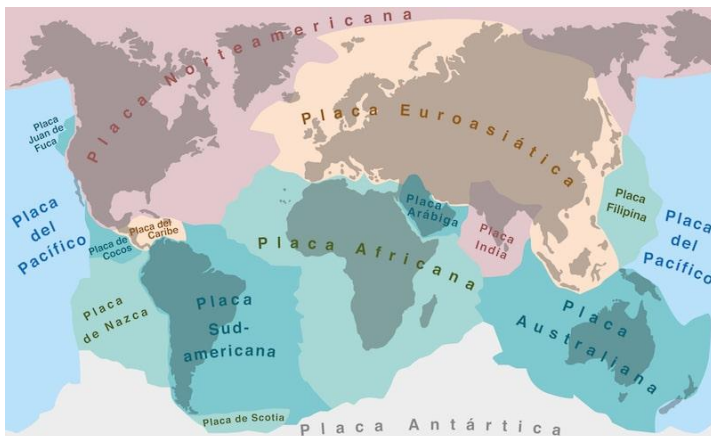 Placa Norteamericana
Placa
Juan de
Fuca
Placa Euroasiática
Placa
del
Pacífico
Placa de
Cocos
Placa del
Caribe
Placa
Arábiga
Placa
India
Placa
Filipina
Placa
del
Pacífico
Placa Africana
Placa
de Nazca
Placa
Sud-
americana
Placa
Australiana
Placa de Scotia
Placa Antártica